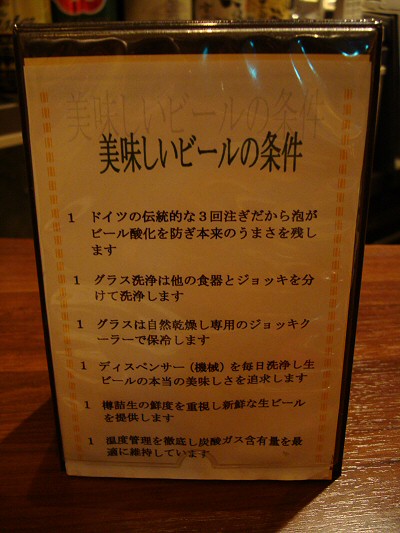 美味しいビールの条件
美味しいビールの条件
1 ドイツの伝統的な３回注ぎだから泡が
ビール酸化を防ぎ本来のうまさを残し
ます
1 グラス洗浄は他の食器とジョッキを分
けて洗浄します
1 グラスは自然乾燥し専用のジョッキク
ーラーで保冷します
1 ディスペンサー（機械）を毎日洗浄し生
ビールの本当の美味しさを追求します
1 樽詰生の鮮度を重視し新鮮な生ビール
を提供します
1 温度管理を徹底し炭酸ガス含有量を最
適に維持しています